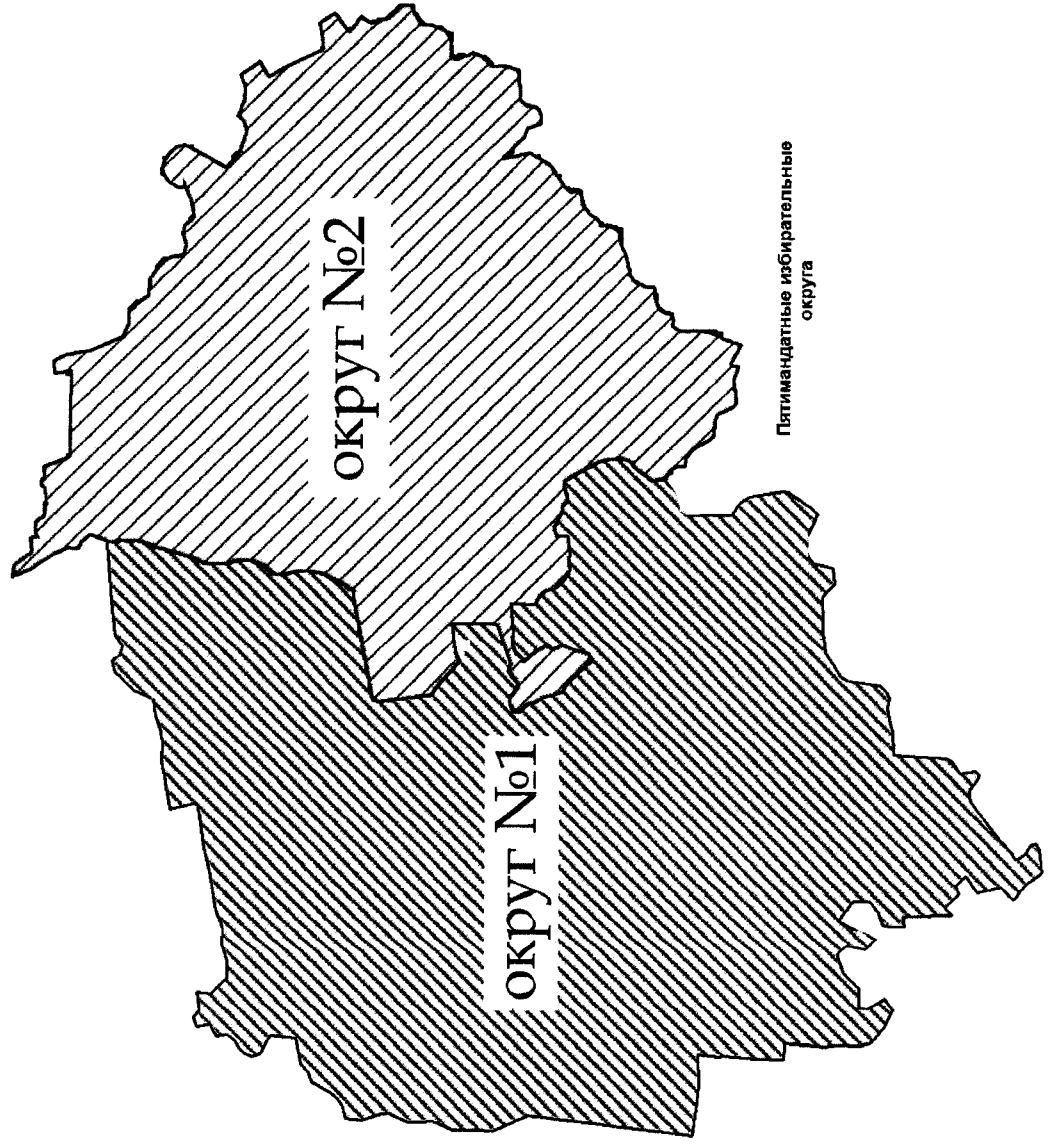 Пятимандатные избирательные
округа
округ №1
округ №2